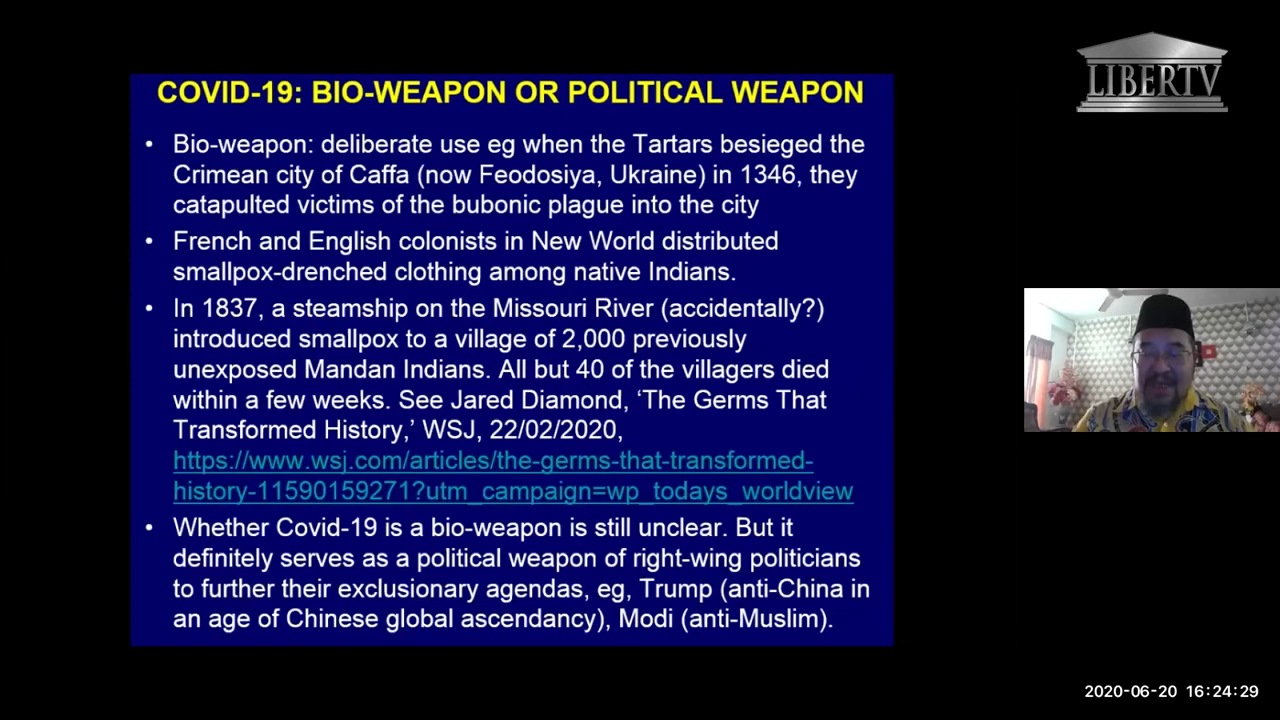 LIBERTV
COVID-19: BIO-WEAPON OR POLITICAL WEAPON
• Bio-weapon: deliberate use eg when the Tartars besieged the
Crimean city of Caffa (now Feodosiya, Ukraine) in 1346, they
catapulted victims of the bubonic plague into the city
• French and English colonists in New World distributed
smallpox-drenched clothing among native Indians.
• In 1837, a steamship on the Missouri River (accidentally?)
introduced smallpox to a village of 2,000 previously
unexposed Mandan Indians. All but 40 of the villagers died
within a few weeks. See Jared Diamond, ‘The Germs That
Transformed History,’ WSJ, 22/02/2020,
https://www.wsj.com/articles/the-germs-that-transformed-
history-11590159271?utm_campaign=wp_todays_worldview
• Whether Covid-19 is a bio-weapon is still unclear. But it
definitely serves as a political weapon of right-wing politicians
to further their exclusionary agendas, eg, Trump (anti-China in
an age of Chinese global ascendancy), Modi (anti-Muslim).
2020-06-20 16:24:29